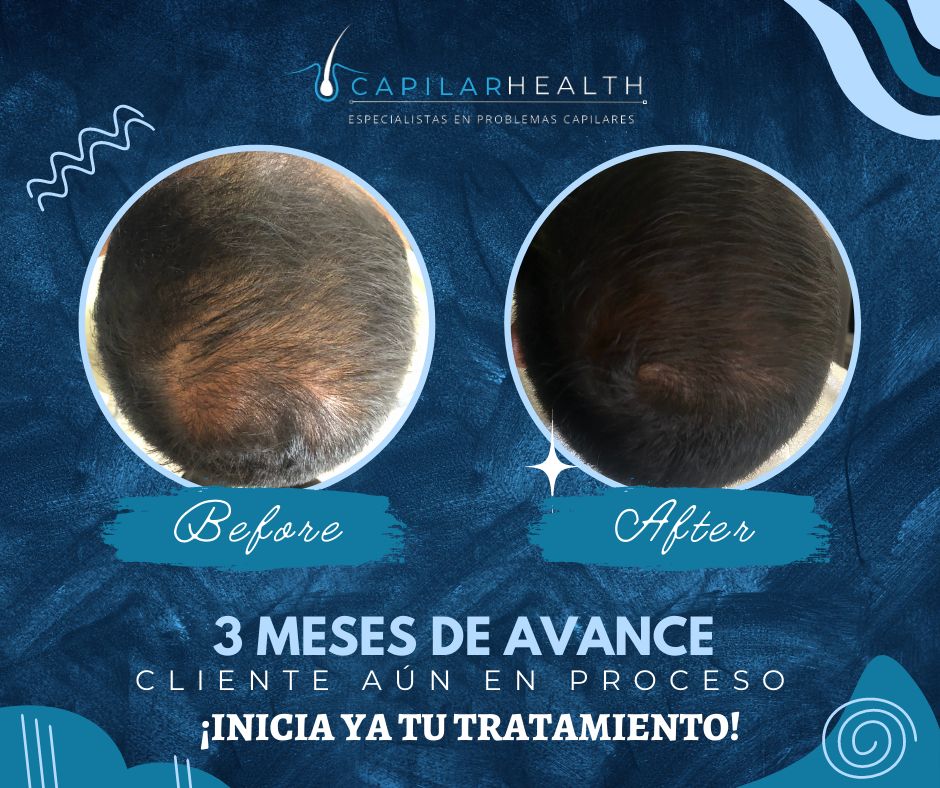 CAPILARHEALTH
ESPECIALISTAS EN PROBLEMAS CAPILARES
Before
After
3 MESES DE AVANCE
CLIENTE AÚN EN PROCESO
¡INICIA YA TU TRATAMIENTO!